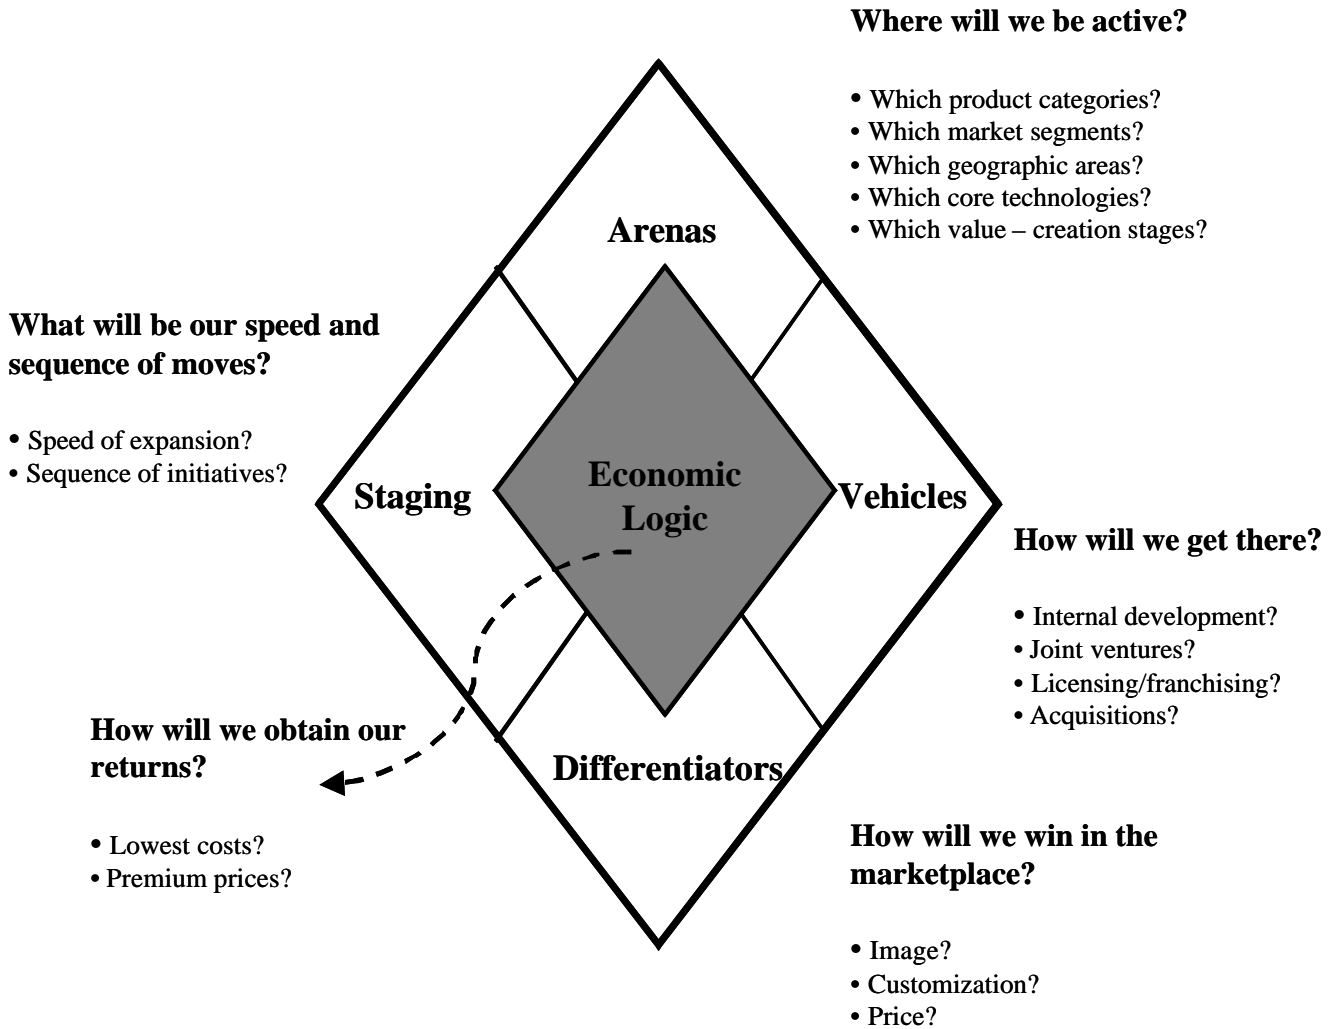 Where will we be active?
• Which product categories?
• Which market segments?
• Which geographic areas?
• Which core technologies?
• Which value – creation stages?
Arenas
What will be our speed and
sequence of moves?
• Speed of expansion?
• Sequence of initiatives?
Staging
Economic
Logic
Vehicles
How will we get there?
• Internal development?
• Joint ventures?
• Licensing/franchising?
• Acquisitions?
How will we obtain our
returns?
• Lowest costs?
• Premium prices?
Differentiators
How will we win in the
marketplace?
• Image?
• Customization?
• Price?